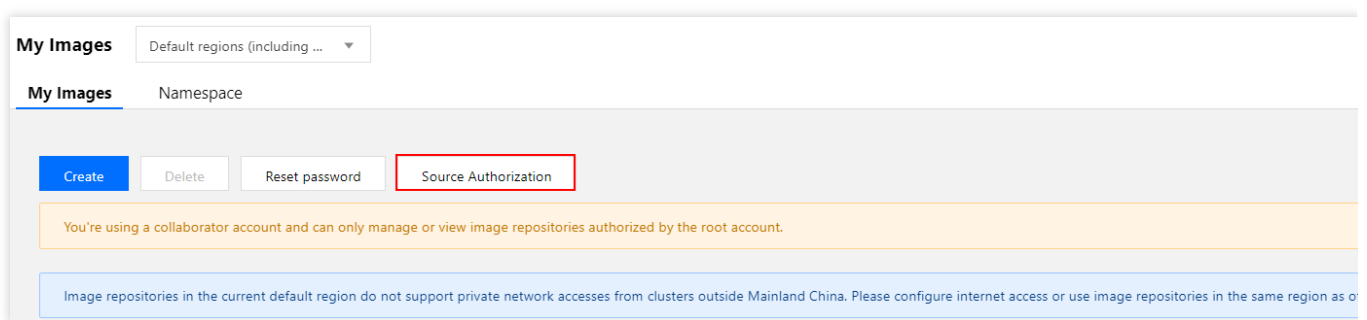 My Images Default regions (including ...
My Images Namespace
Create Delete Reset password Source Authorization
You're using a collaborator account and can only manage or view image repositories authorized by the root account.
Image repositories in the current default region do not support private network accesses from clusters outside Mainland China. Please configure internet access or use image repositories in the same region as